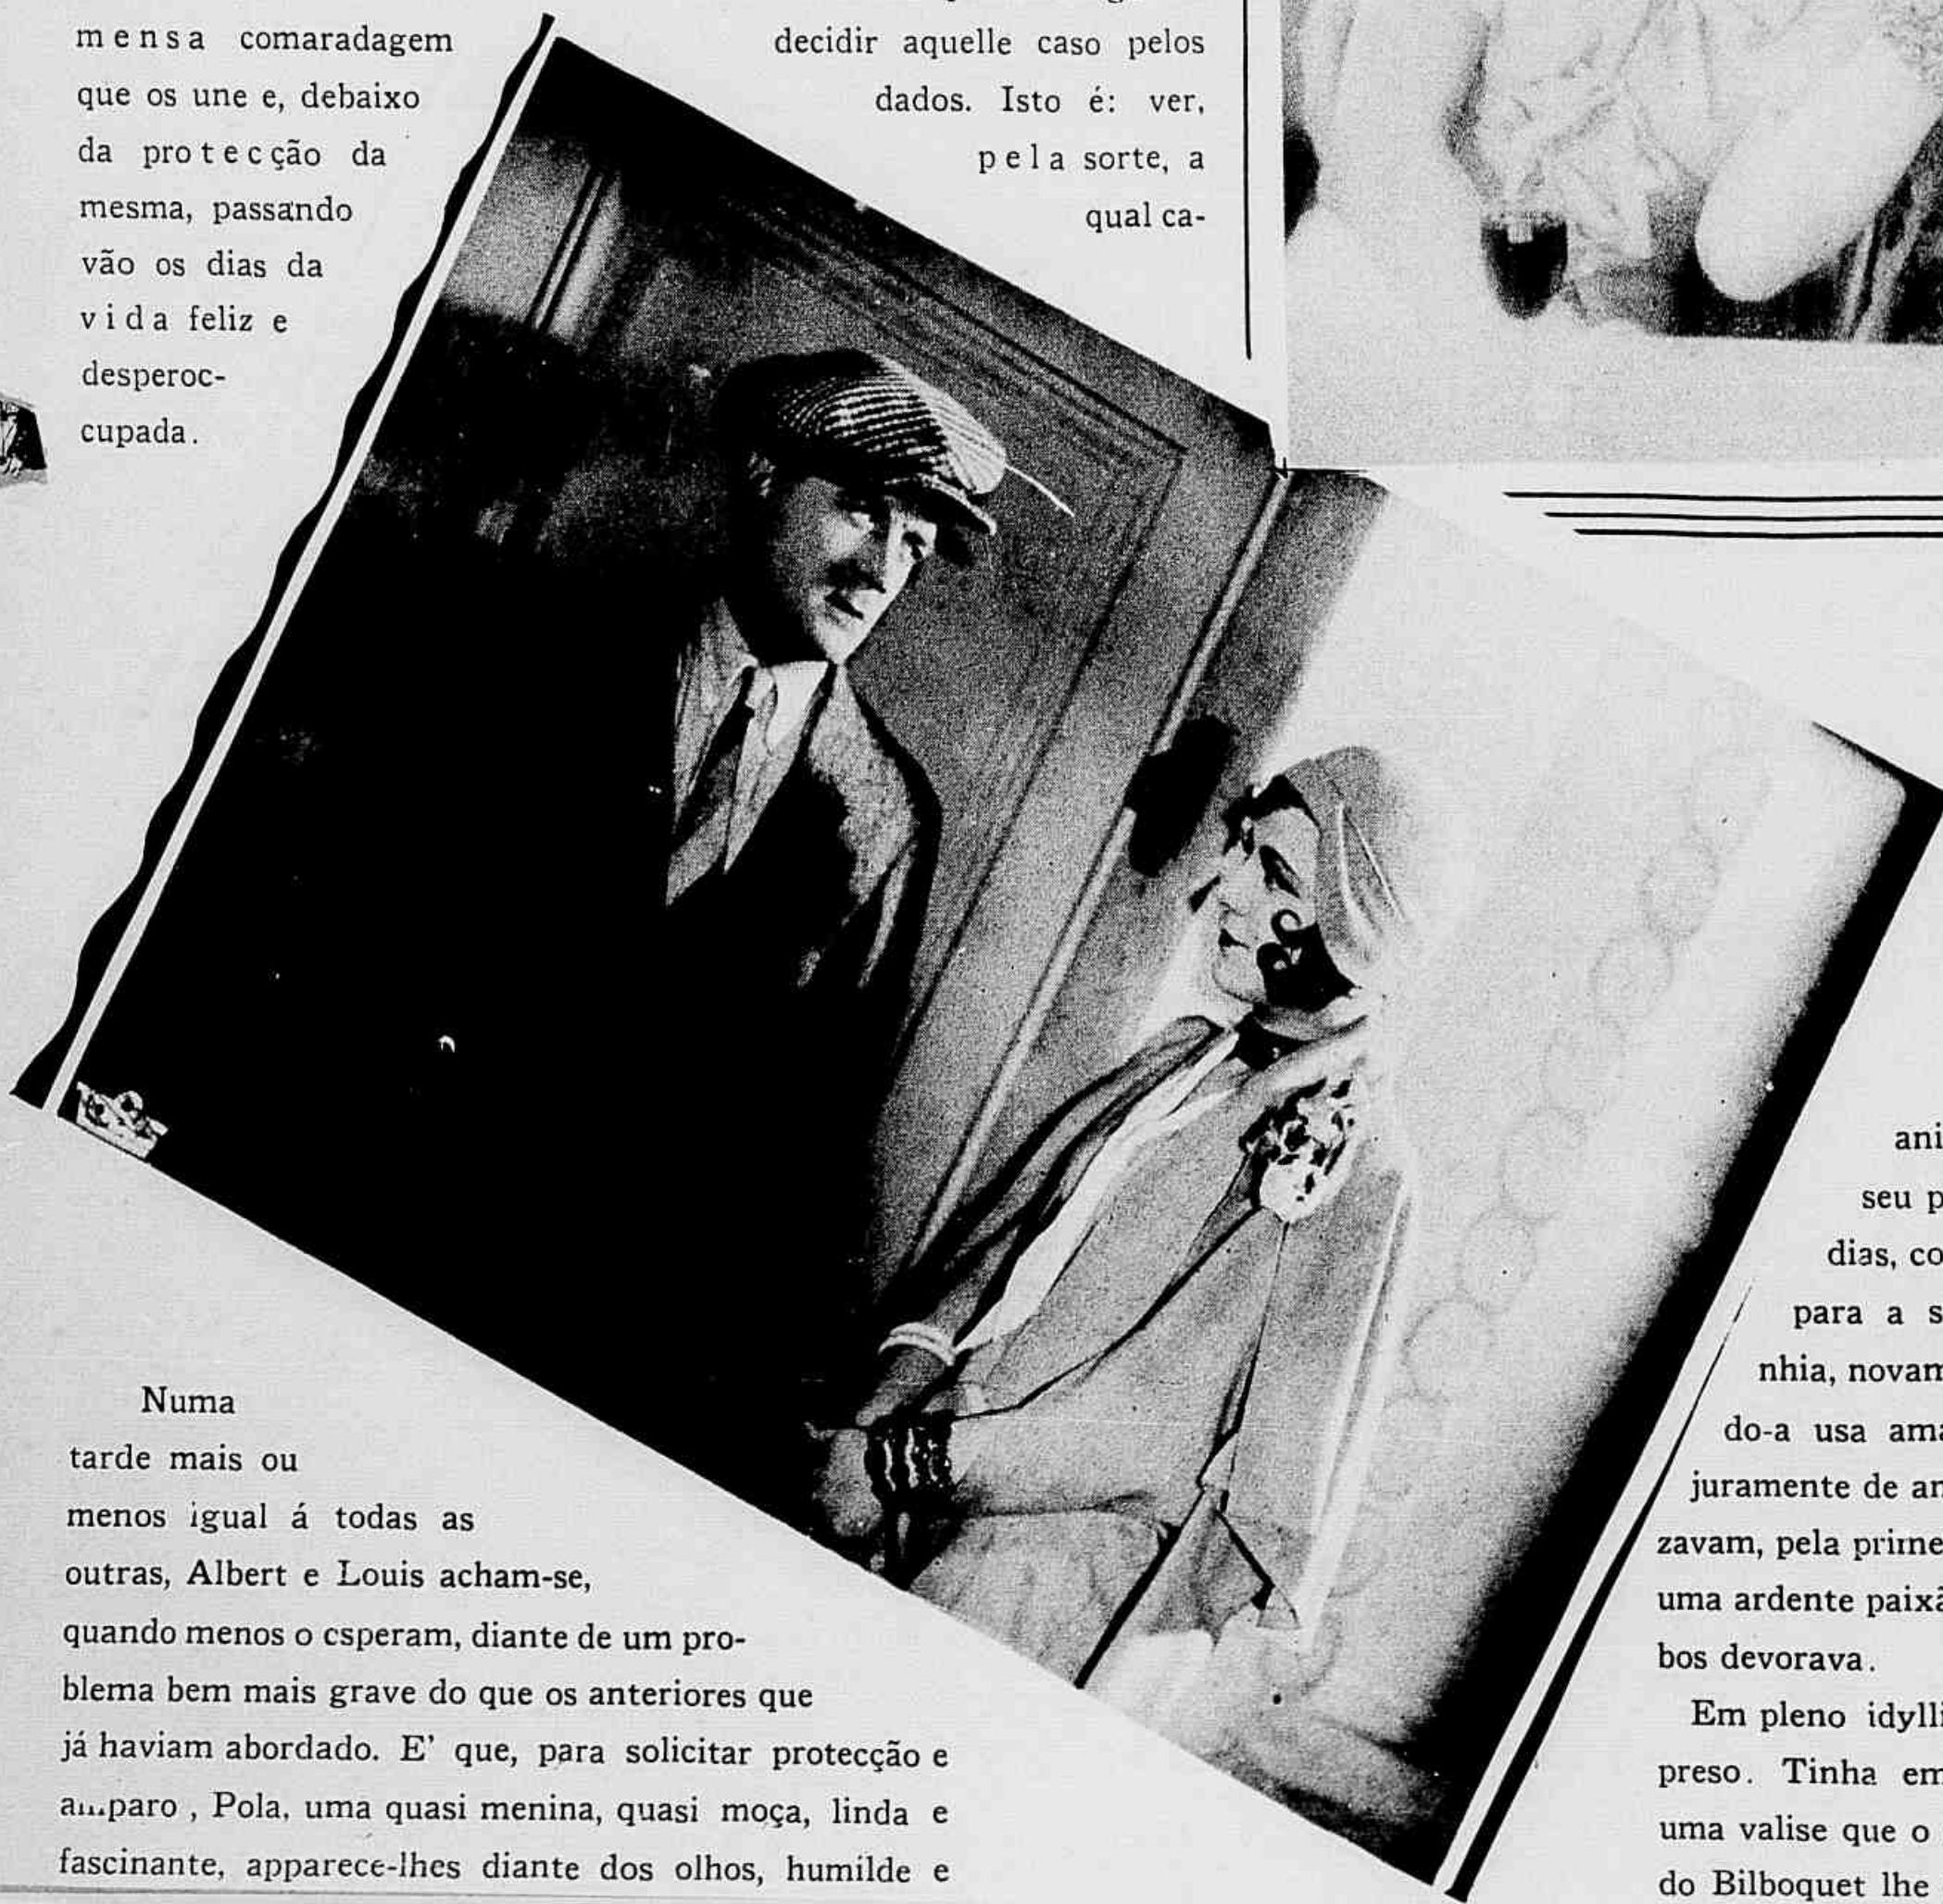 mensa comaradagem
que os une e, debaixo
da protecção da
mesma, passando
vão os dias da
vida feliz e
desperoc-
cupada.
Numa
tarde mais ou
menos igual á todas as
outras, Albert e Louis acham-se,
quando menos o csperam, diante de um pro-
blema bem mais grave do que os anteriores que
já haviam abordado. E' que, para solicitar protecção e
amparo , Pola, uma quasi menina, quasi moça, linda e
fascinante, apparece-lhes diante dos olhos, humilde e
decidir aquelle caso pelos
dados. Isto é: ver,
pela sorte, a
qual ca-
ani
seu p
dias, co
para a s
nhia, novam
do-a usa ama
juramente de an
zavam, pela prime
uma ardente paixã
bos devorava.
Em pleno idylli
preso. Tinha em
uma valise que o
do Bilboquet lhe